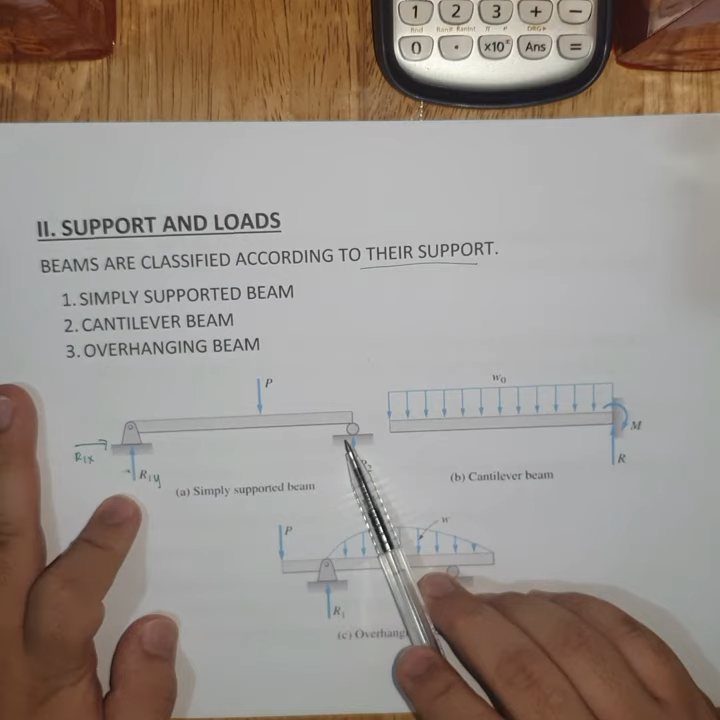 1 2 3 + −
0 . ×10ˣ Ans =
II. SUPPORT AND LOADS
BEAMS ARE CLASSIFIED ACCORDING TO THEIR SUPPORT.
1. SIMPLY SUPPORTED BEAM
2. CANTILEVER BEAM
3. OVERHANGING BEAM
P
w₀
M
R₁x
R₁y
R
(a) Simply supported beam
(b) Cantilever beam
P
w
R₁
(c)